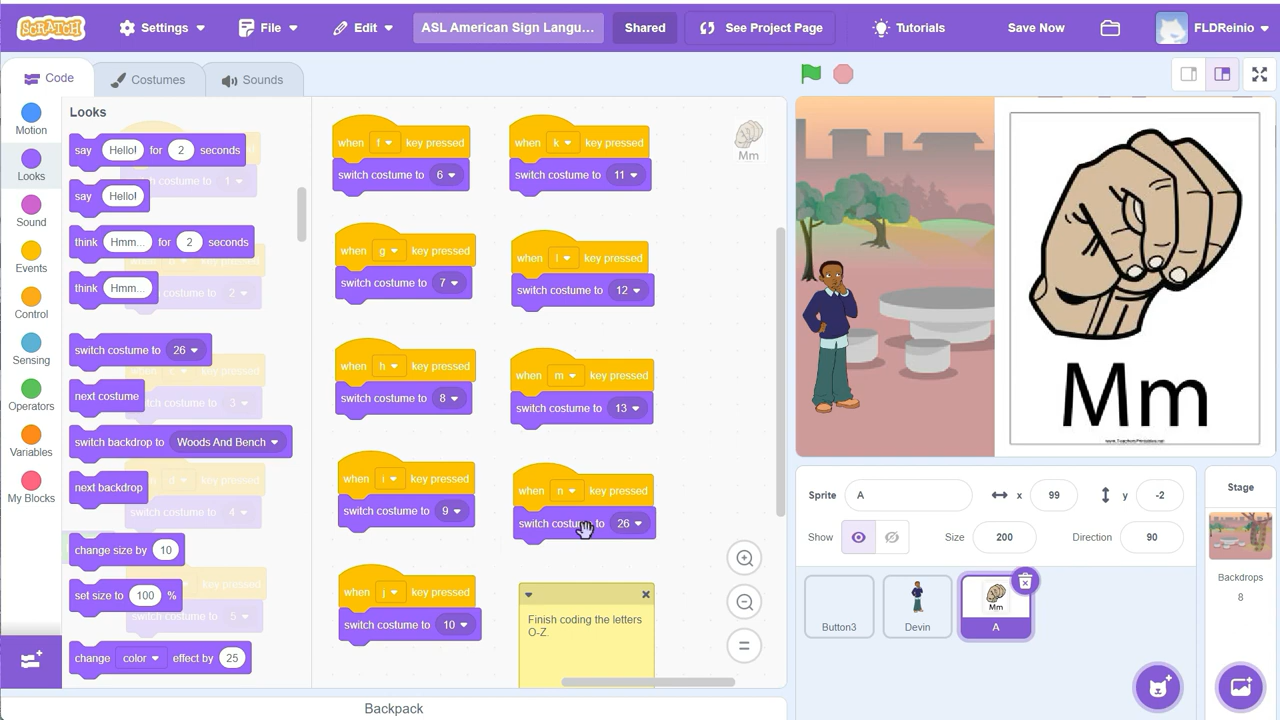 SCRATCH
Settings
File
Edit
ASL American Sign Langu...
Shared
See Project Page
Tutorials
Save Now
FLDReinio
Code
Costumes
Sounds
Motion
Looks
Sound
Events
Control
Sensing
Operators
Variables
My Blocks
Looks
say Hello! for 2 seconds
say Hello!
think Hmm... for 2 seconds
think Hmm...
switch costume to 26
next costume
switch backdrop to Woods And Bench
next backdrop
change size by 10
set size to 100 %
change color effect by 25
when f key pressed
switch costume to 6
when g key pressed
switch costume to 7
when h key pressed
switch costume to 8
when i key pressed
switch costume to 9
when j key pressed
switch costume to 10
when k key pressed
switch costume to 11
when l key pressed
switch costume to 12
when m key pressed
switch costume to 13
when n key pressed
switch costume to 26
Finish coding the letters
O-Z.
Mm
Mm
Sprite A x 99 y -2
Show Size 200 Direction 90
Button3
Devin
Mm
A
Stage
Backdrops
8
Backpack